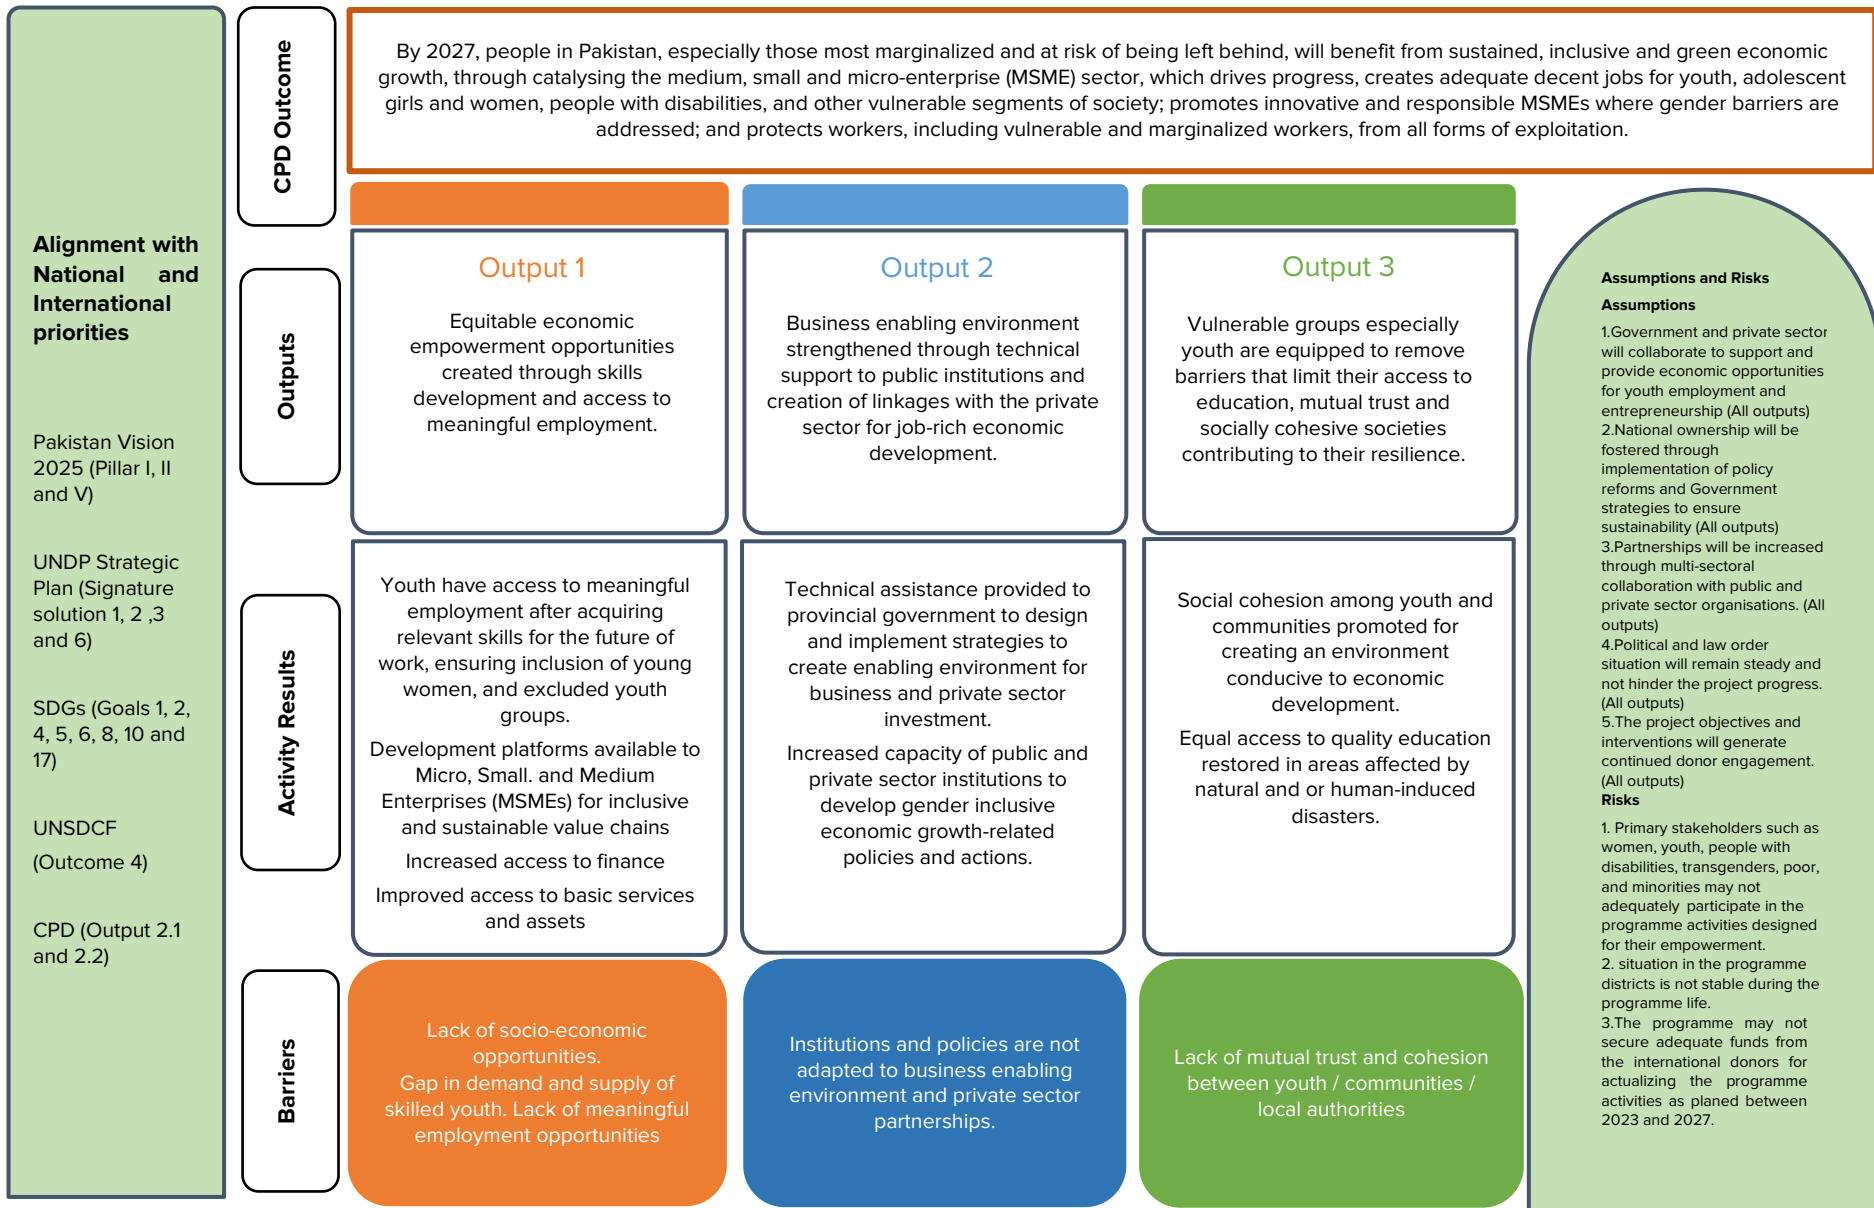 Alignment with
National and
International
priorities
Pakistan Vision
2025 (Pillar I, II
and V)
UNDP Strategic
Plan (Signature
solution 1, 2 ,3
and 6)
SDGs (Goals 1, 2,
4, 5, 6, 8, 10 and
17)
UNSDCF
(Outcome 4)
CPD (Output 2.1
and 2.2)
CPD Outcome
By 2027, people in Pakistan, especially those most marginalized and at risk of being left behind, will benefit from sustained, inclusive and green economic
growth, through catalysing the medium, small and micro-enterprise (MSME) sector, which drives progress, creates adequate decent jobs for youth, adolescent
girls and women, people with disabilities, and other vulnerable segments of society; promotes innovative and responsible MSMEs where gender barriers are
addressed; and protects workers, including vulnerable and marginalized workers, from all forms of exploitation.
Outputs
Output 1
Equitable economic
empowerment opportunities
created through skills
development and access to
meaningful employment.
Output 2
Business enabling environment
strengthened through technical
support to public institutions and
creation of linkages with the private
sector for job-rich economic
development.
Output 3
Vulnerable groups especially
youth are equipped to remove
barriers that limit their access to
education, mutual trust and
socially cohesive societies
contributing to their resilience.
Activity Results
Youth have access to meaningful
employment after acquiring
relevant skills for the future of
work, ensuring inclusion of young
women, and excluded youth
groups.
Development platforms available to
Micro, Small. and Medium
Enterprises (MSMEs) for inclusive
and sustainable value chains
Increased access to finance
Improved access to basic services
and assets
Technical assistance provided to
provincial government to design
and implement strategies to
create enabling environment for
business and private sector
investment.
Increased capacity of public and
private sector institutions to
develop gender inclusive
economic growth-related
policies and actions.
Social cohesion among youth and
communities promoted for
creating an environment
conducive to economic
development.
Equal access to quality education
restored in areas affected by
natural and or human-induced
disasters.
Barriers
Lack of socio-economic
opportunities.
Gap in demand and supply of
skilled youth. Lack of meaningful
employment opportunities
Institutions and policies are not
adapted to business enabling
environment and private sector
partnerships.
Lack of mutual trust and cohesion
between youth / communities /
local authorities
Assumptions and Risks
Assumptions
1.Government and private sector
will collaborate to support and
provide economic opportunities
for youth employment and
entrepreneurship (All outputs)
2.National ownership will be
fostered through
implementation of policy
reforms and Government
strategies to ensure
sustainability (All outputs)
3.Partnerships will be increased
through multi-sectoral
collaboration with public and
private sector organisations. (All
outputs)
4.Political and law order
situation will remain steady and
not hinder the project progress.
(All outputs)
5.The project objectives and
interventions will generate
continued donor engagement.
(All outputs)
Risks
1. Primary stakeholders such as
women, youth, people with
disabilities, transgenders, poor,
and minorities may not
adequately participate in the
programme activities designed
for their empowerment.
2. situation in the programme
districts is not stable during the
programme life.
3.The programme may not
secure adequate funds from
the international donors for
actualizing the programme
activities as planed between
2023 and 2027.